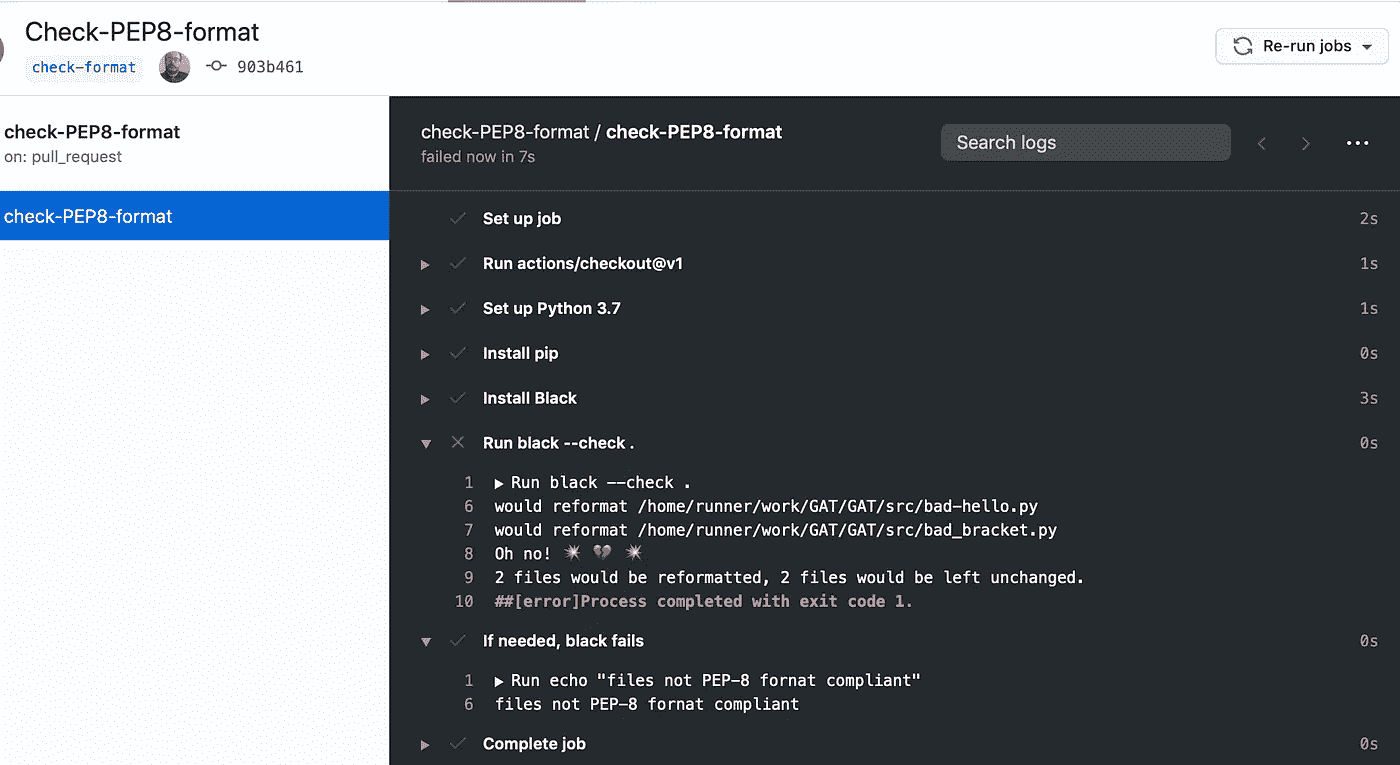 Check-PEP8-format
check-format 903b461
Re-run jobs
check-PEP8-format
on: pull_request
check-PEP8-format
check-PEP8-format / check-PEP8-format
failed now in 7s
Search logs
Set up job 2s
Run actions/checkout@v1 1s
Set up Python 3.7 1s
Install pip 0s
Install Black 3s
Run black --check . 0s
1 Run black --check .
6 would reformat /home/runner/work/GAT/GAT/src/bad-hello.py
7 would reformat /home/runner/work/GAT/GAT/src/bad_bracket.py
8 Oh no! 💥 💔 💥
9 2 files would be reformatted, 2 files would be left unchanged.
10 ##[error]Process completed with exit code 1.
If needed, black fails 0s
1 Run echo "files not PEP-8 fornat compliant"
6 files not PEP-8 fornat compliant
Complete job 0s